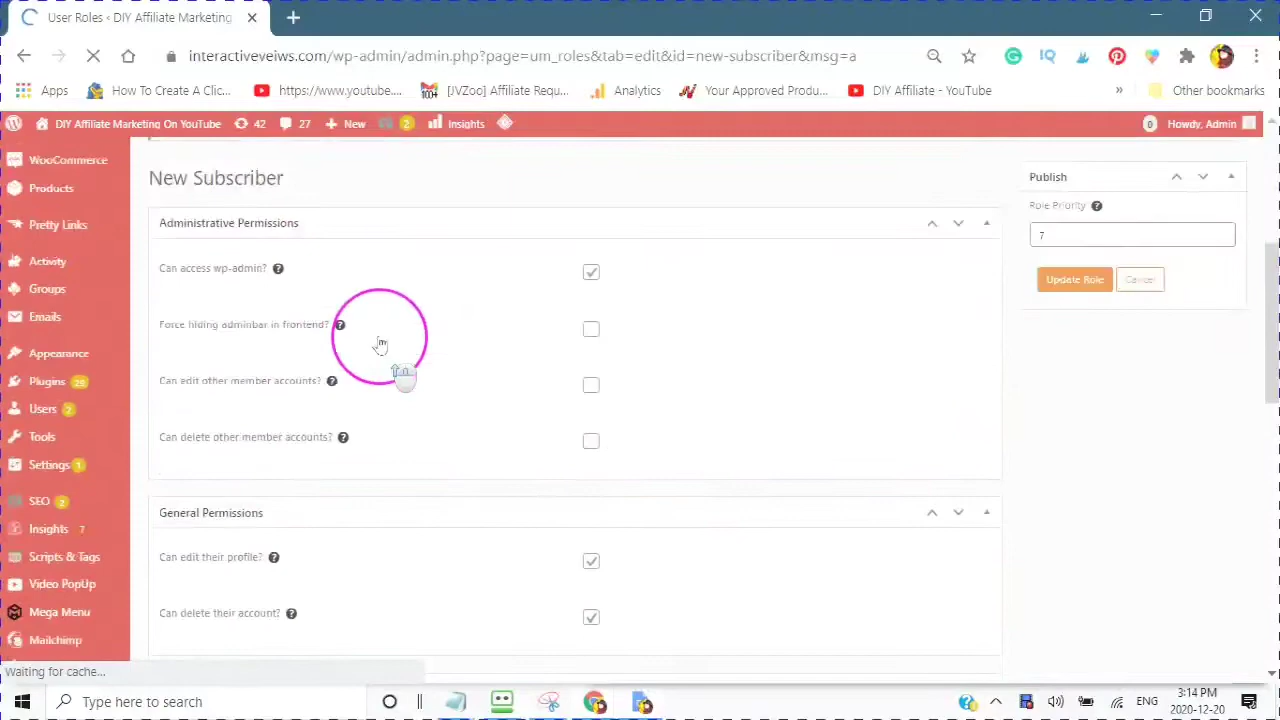 User Roles ‹ DIY Affiliate Marketing
interactiveveiws.com/wp-admin/admin.php?page=um_roles&tab=edit&id=new-subscriber&msg=a
Apps
How To Create A Clic...
https://www.youtube....
[JVZoo] Affiliate Requ...
Analytics
Your Approved Produ...
DIY Affiliate - YouTube
»
Other bookmarks
DIY Affiliate Marketing On YouTube
42
27
New
2
Insights
0
Howdy, Admin
WooCommerce
Products
Pretty Links
Activity
Groups
Emails
Appearance
Plugins 29
Users 2
Tools
Settings 1
SEO 2
Insights 7
Scripts & Tags
Video PopUp
Mega Menu
Mailchimp
New Subscriber
Administrative Permissions
Can access wp-admin?
Force hiding adminbar in frontend?
Can edit other member accounts?
Can delete other member accounts?
General Permissions
Can edit their profile?
Can delete their account?
Publish
Role Priority
7
Update Role
Cancel
Waiting for cache...
Type here to search
ENG
3:14 PM
2020-12-20